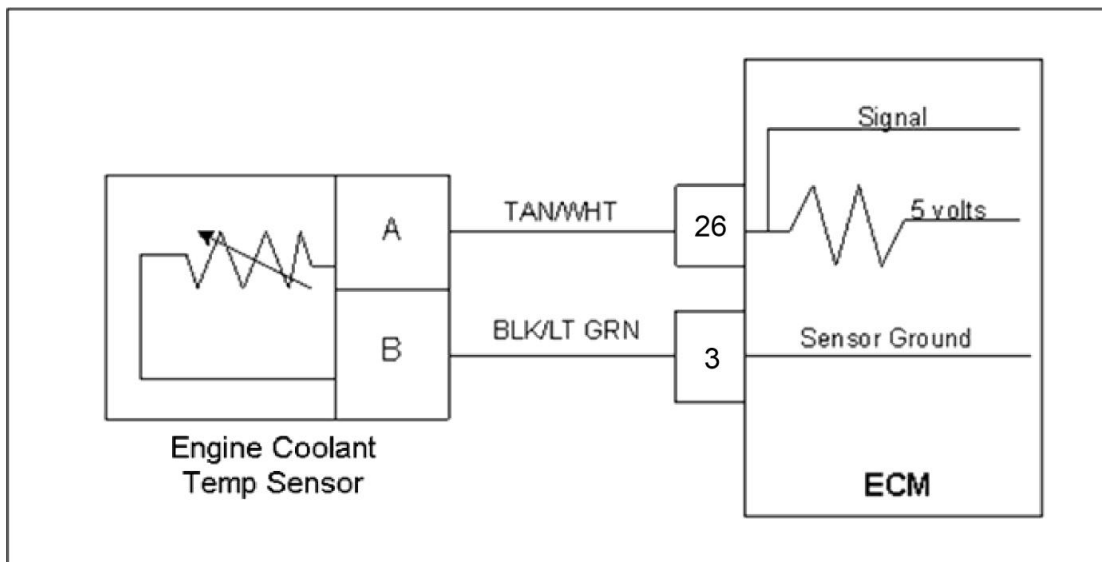 Signal
5 volts
A
TAN/WHT
26
B
BLK/LT GRN
3
Sensor Ground
Engine Coolant
Temp Sensor
ECM